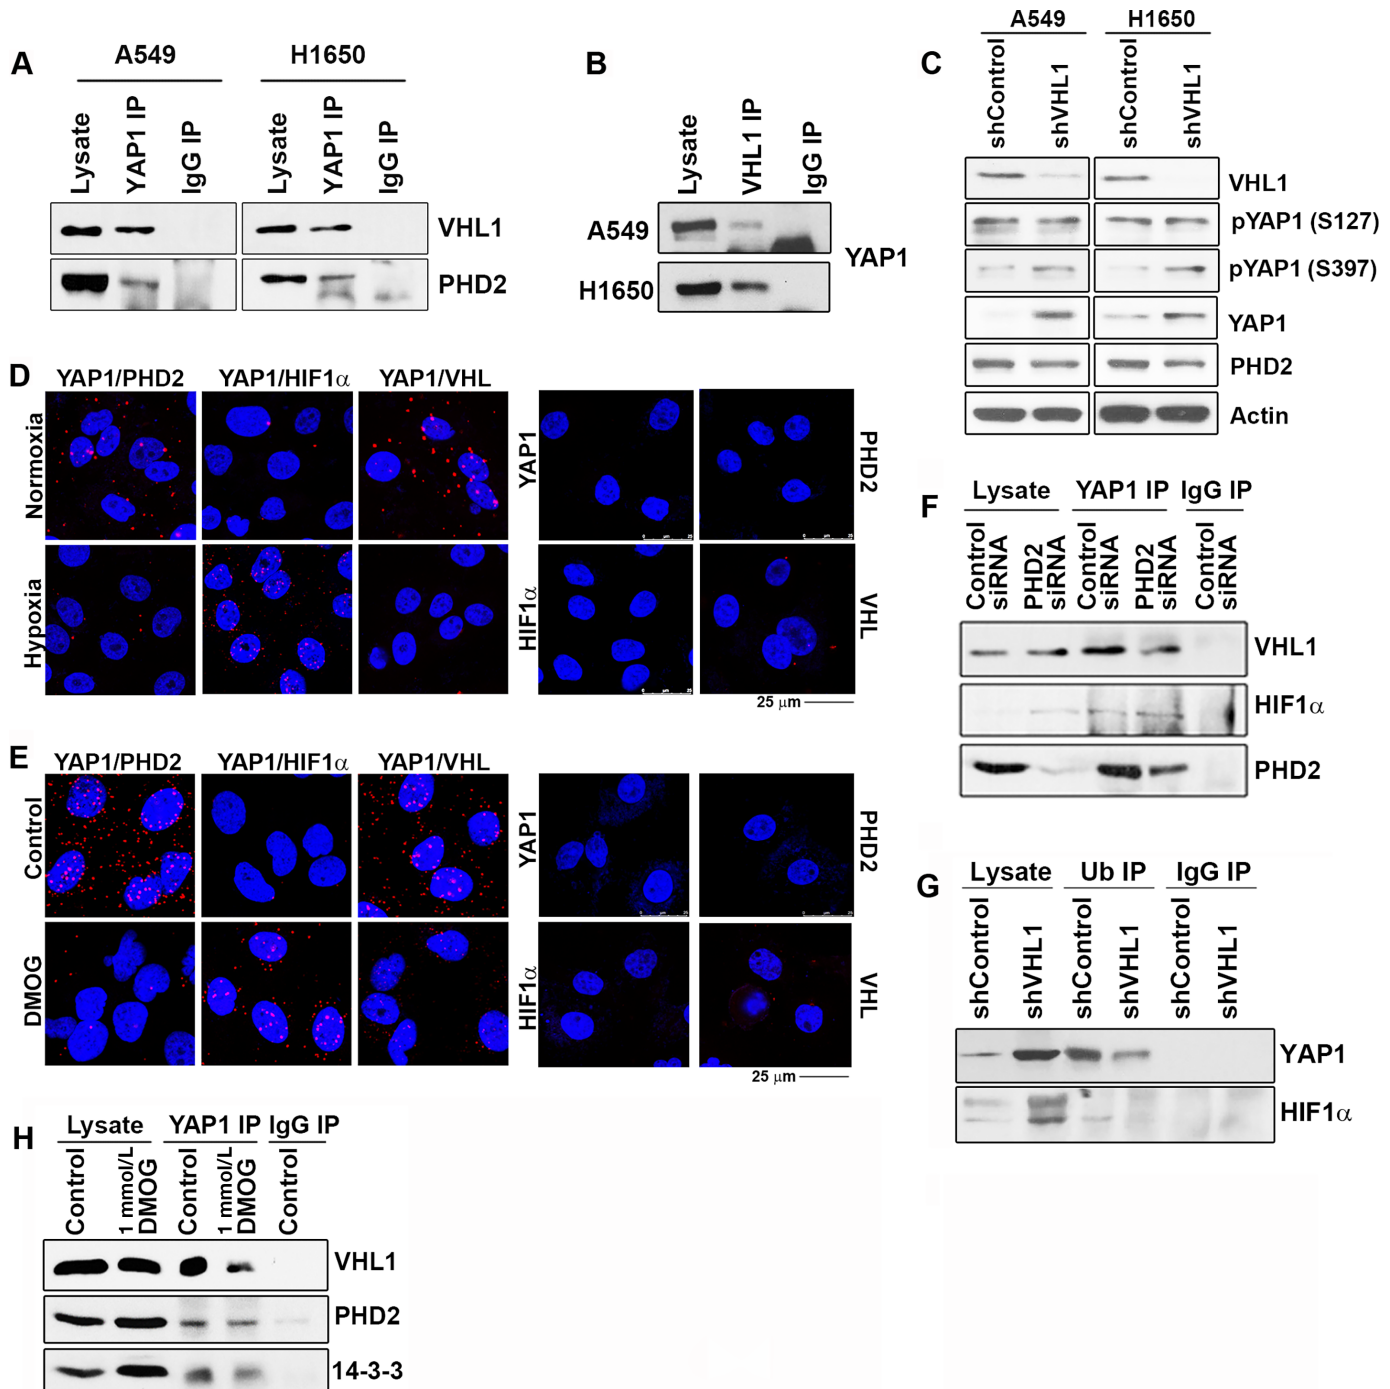 A
A549
H1650
Lysate
YAP1 IP
IgG IP
Lysate
YAP1 IP
IgG IP
VHL1
PHD2
B
Lysate
VHL1 IP
IgG IP
A549
H1650
YAP1
C
A549
H1650
shControl
shVHL1
shControl
shVHL1
VHL1
pYAP1 (S127)
pYAP1 (S397)
YAP1
PHD2
Actin
D
YAP1/PHD2
YAP1/HIF1α
YAP1/VHL
Normoxia
Hypoxia
YAP1
PHD2
HIF1α
VHL
25 μm
E
YAP1/PHD2
YAP1/HIF1α
YAP1/VHL
Control
DMOG
YAP1
PHD2
HIF1α
VHL
25 μm
F
Lysate
YAP1 IP
IgG IP
Control
siRNA
PHD2
siRNA
Control
siRNA
PHD2
siRNA
Control
siRNA
VHL1
HIF1α
PHD2
G
Lysate
Ub IP
IgG IP
shControl
shVHL1
shControl
shVHL1
shControl
shVHL1
YAP1
HIF1α
H
Lysate
YAP1 IP
IgG IP
Control
1 mmol/L
DMOG
Control
1 mmol/L
DMOG
Control
VHL1
PHD2
14-3-3